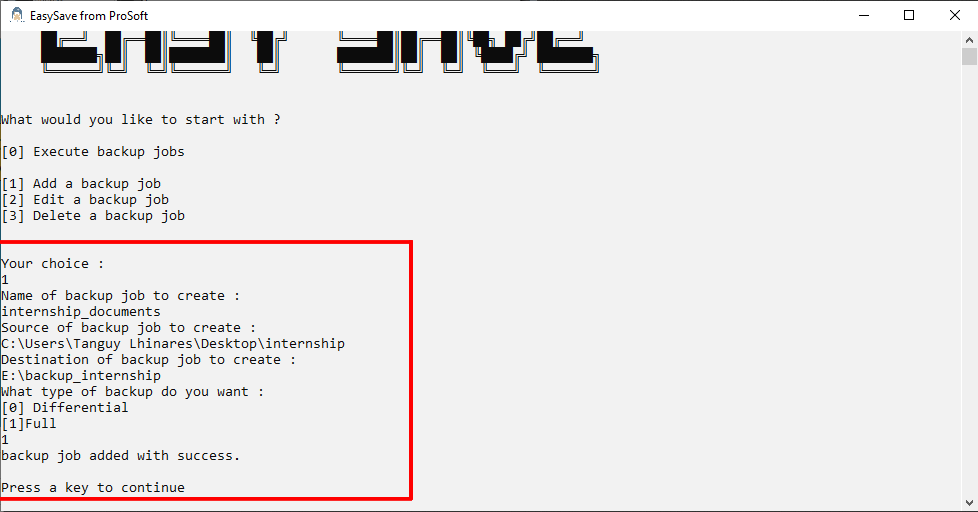 EasySave from ProSoft
What would you like to start with ?
[0] Execute backup jobs
[1] Add a backup job
[2] Edit a backup job
[3] Delete a backup job
Your choice :
1
Name of backup job to create :
internship_documents
Source of backup job to create :
C:\Users\Tanguy Lhinares\Desktop\internship
Destination of backup job to create :
E:\backup_internship
What type of backup do you want :
[0] Differential
[1]Full
1
backup job added with success.
Press a key to continue